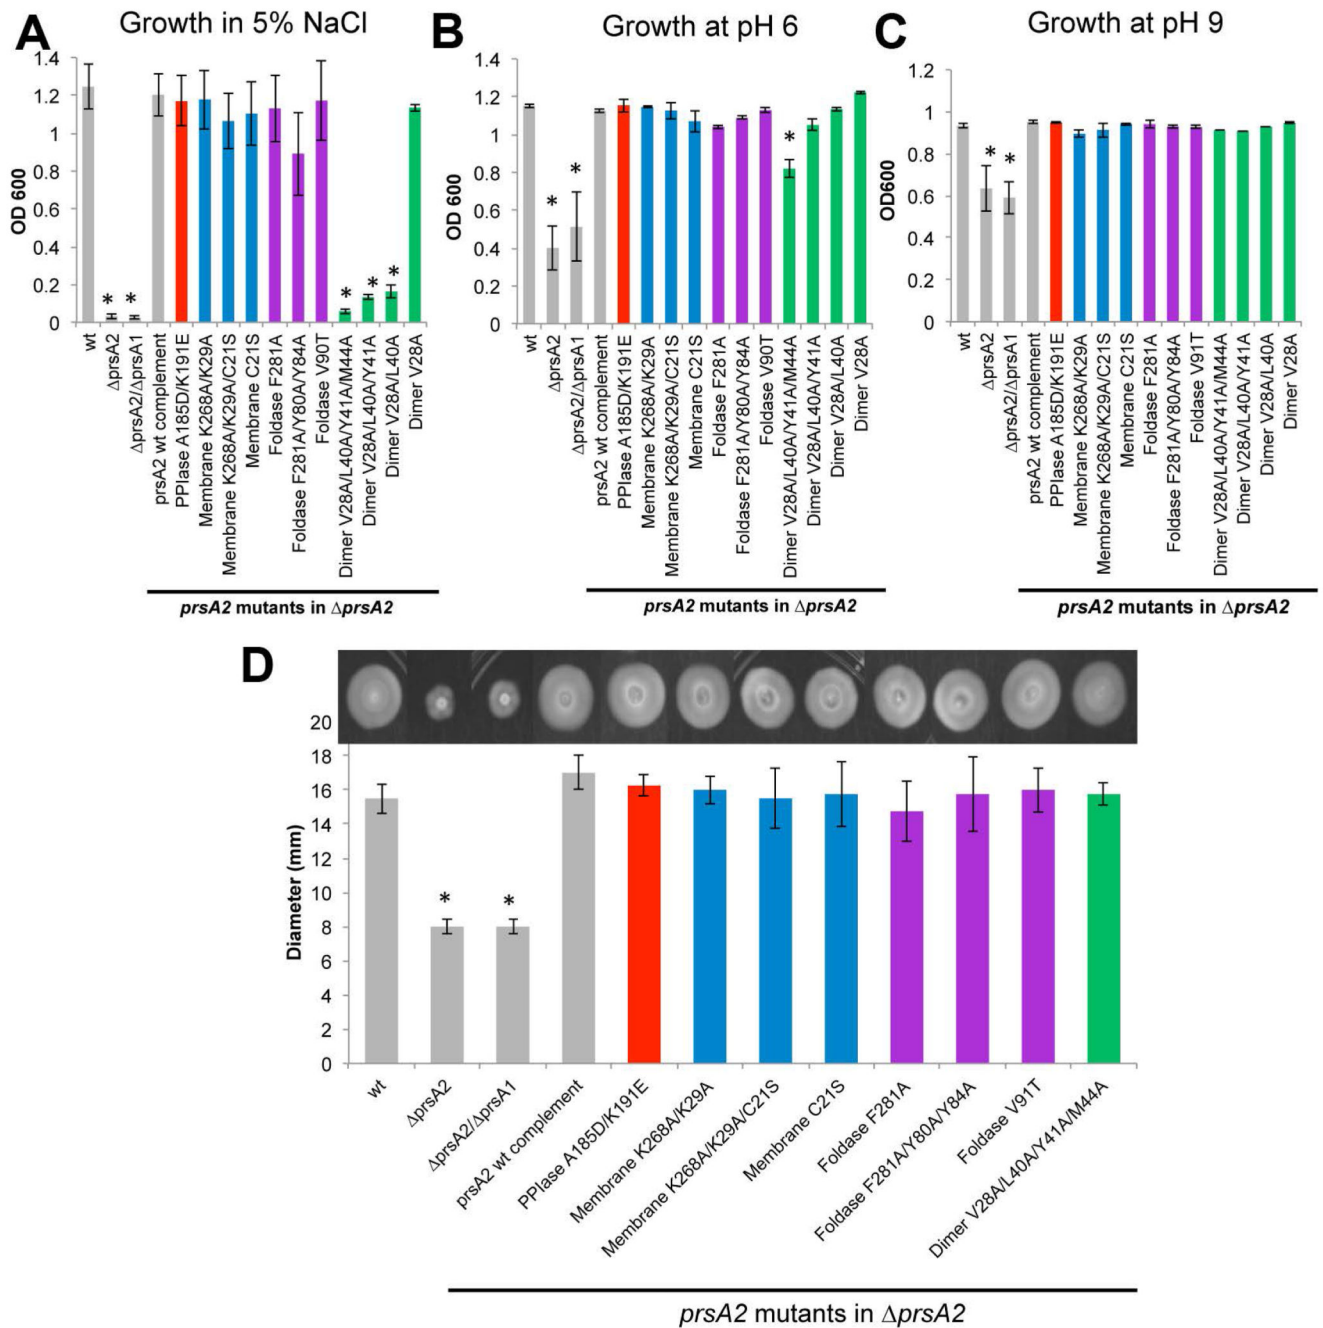 A
Growth in 5% NaCl
OD 600
1.4
1.2
1
0.8
0.6
0.4
0.2
0
* * * * *
wt
ΔprsA2
ΔprsA2/ΔprsA1
prsA2 wt complement
PPIase A185D/K191E
Membrane K268A/K29A
Membrane K268A/K29A/C21S
Membrane C21S
Foldase F281A
Foldase F281A/Y80A/Y84A
Foldase V90T
Dimer V28A/L40A/Y41A/M44A
Dimer V28A/L40A/Y41A
Dimer V28A/L40A
Dimer V28A
prsA2 mutants in ΔprsA2
B
Growth at pH 6
OD 600
1.4
1.2
1
0.8
0.6
0.4
0.2
0
* * *
wt
ΔprsA2
ΔprsA2/ΔprsA1
prsA2 wt complement
PPIase A185D/K191E
Membrane K268A/K29A
Membrane K268A/K29A/C21S
Membrane C21S
Foldase F281A
Foldase F281A/Y80A/Y84A
Foldase V90T
Dimer V28A/L40A/Y41A/M44A
Dimer V28A/L40A/Y41A
Dimer V28A/L40A
Dimer V28A
prsA2 mutants in ΔprsA2
C
Growth at pH 9
OD600
1.2
1
0.8
0.6
0.4
0.2
0
* *
wt
ΔprsA2
ΔprsA2/ΔprsA1
prsA2 wt complement
PPIase A185D/K191E
Membrane K268A/K29A
Membrane K268A/K29A/C21S
Membrane C21S
Foldase F281A
Foldase F281A/Y80A/Y84A
Foldase V91T
Dimer V28A/L40A/Y41A/M44A
Dimer V28A/L40A/Y41A
Dimer V28A/L40A
Dimer V28A
prsA2 mutants in ΔprsA2
D
Diameter (mm)
20
18
16
14
12
10
8
6
4
2
0
* *
wt
ΔprsA2
ΔprsA2/ΔprsA1
prsA2 wt complement
PPIase A185D/K191E
Membrane K268A/K29A
Membrane K268A/K29A/C21S
Membrane C21S
Foldase F281A
Foldase F281A/Y80A/Y84A
Foldase V91T
Dimer V28A/L40A/Y41A/M44A
prsA2 mutants in ΔprsA2